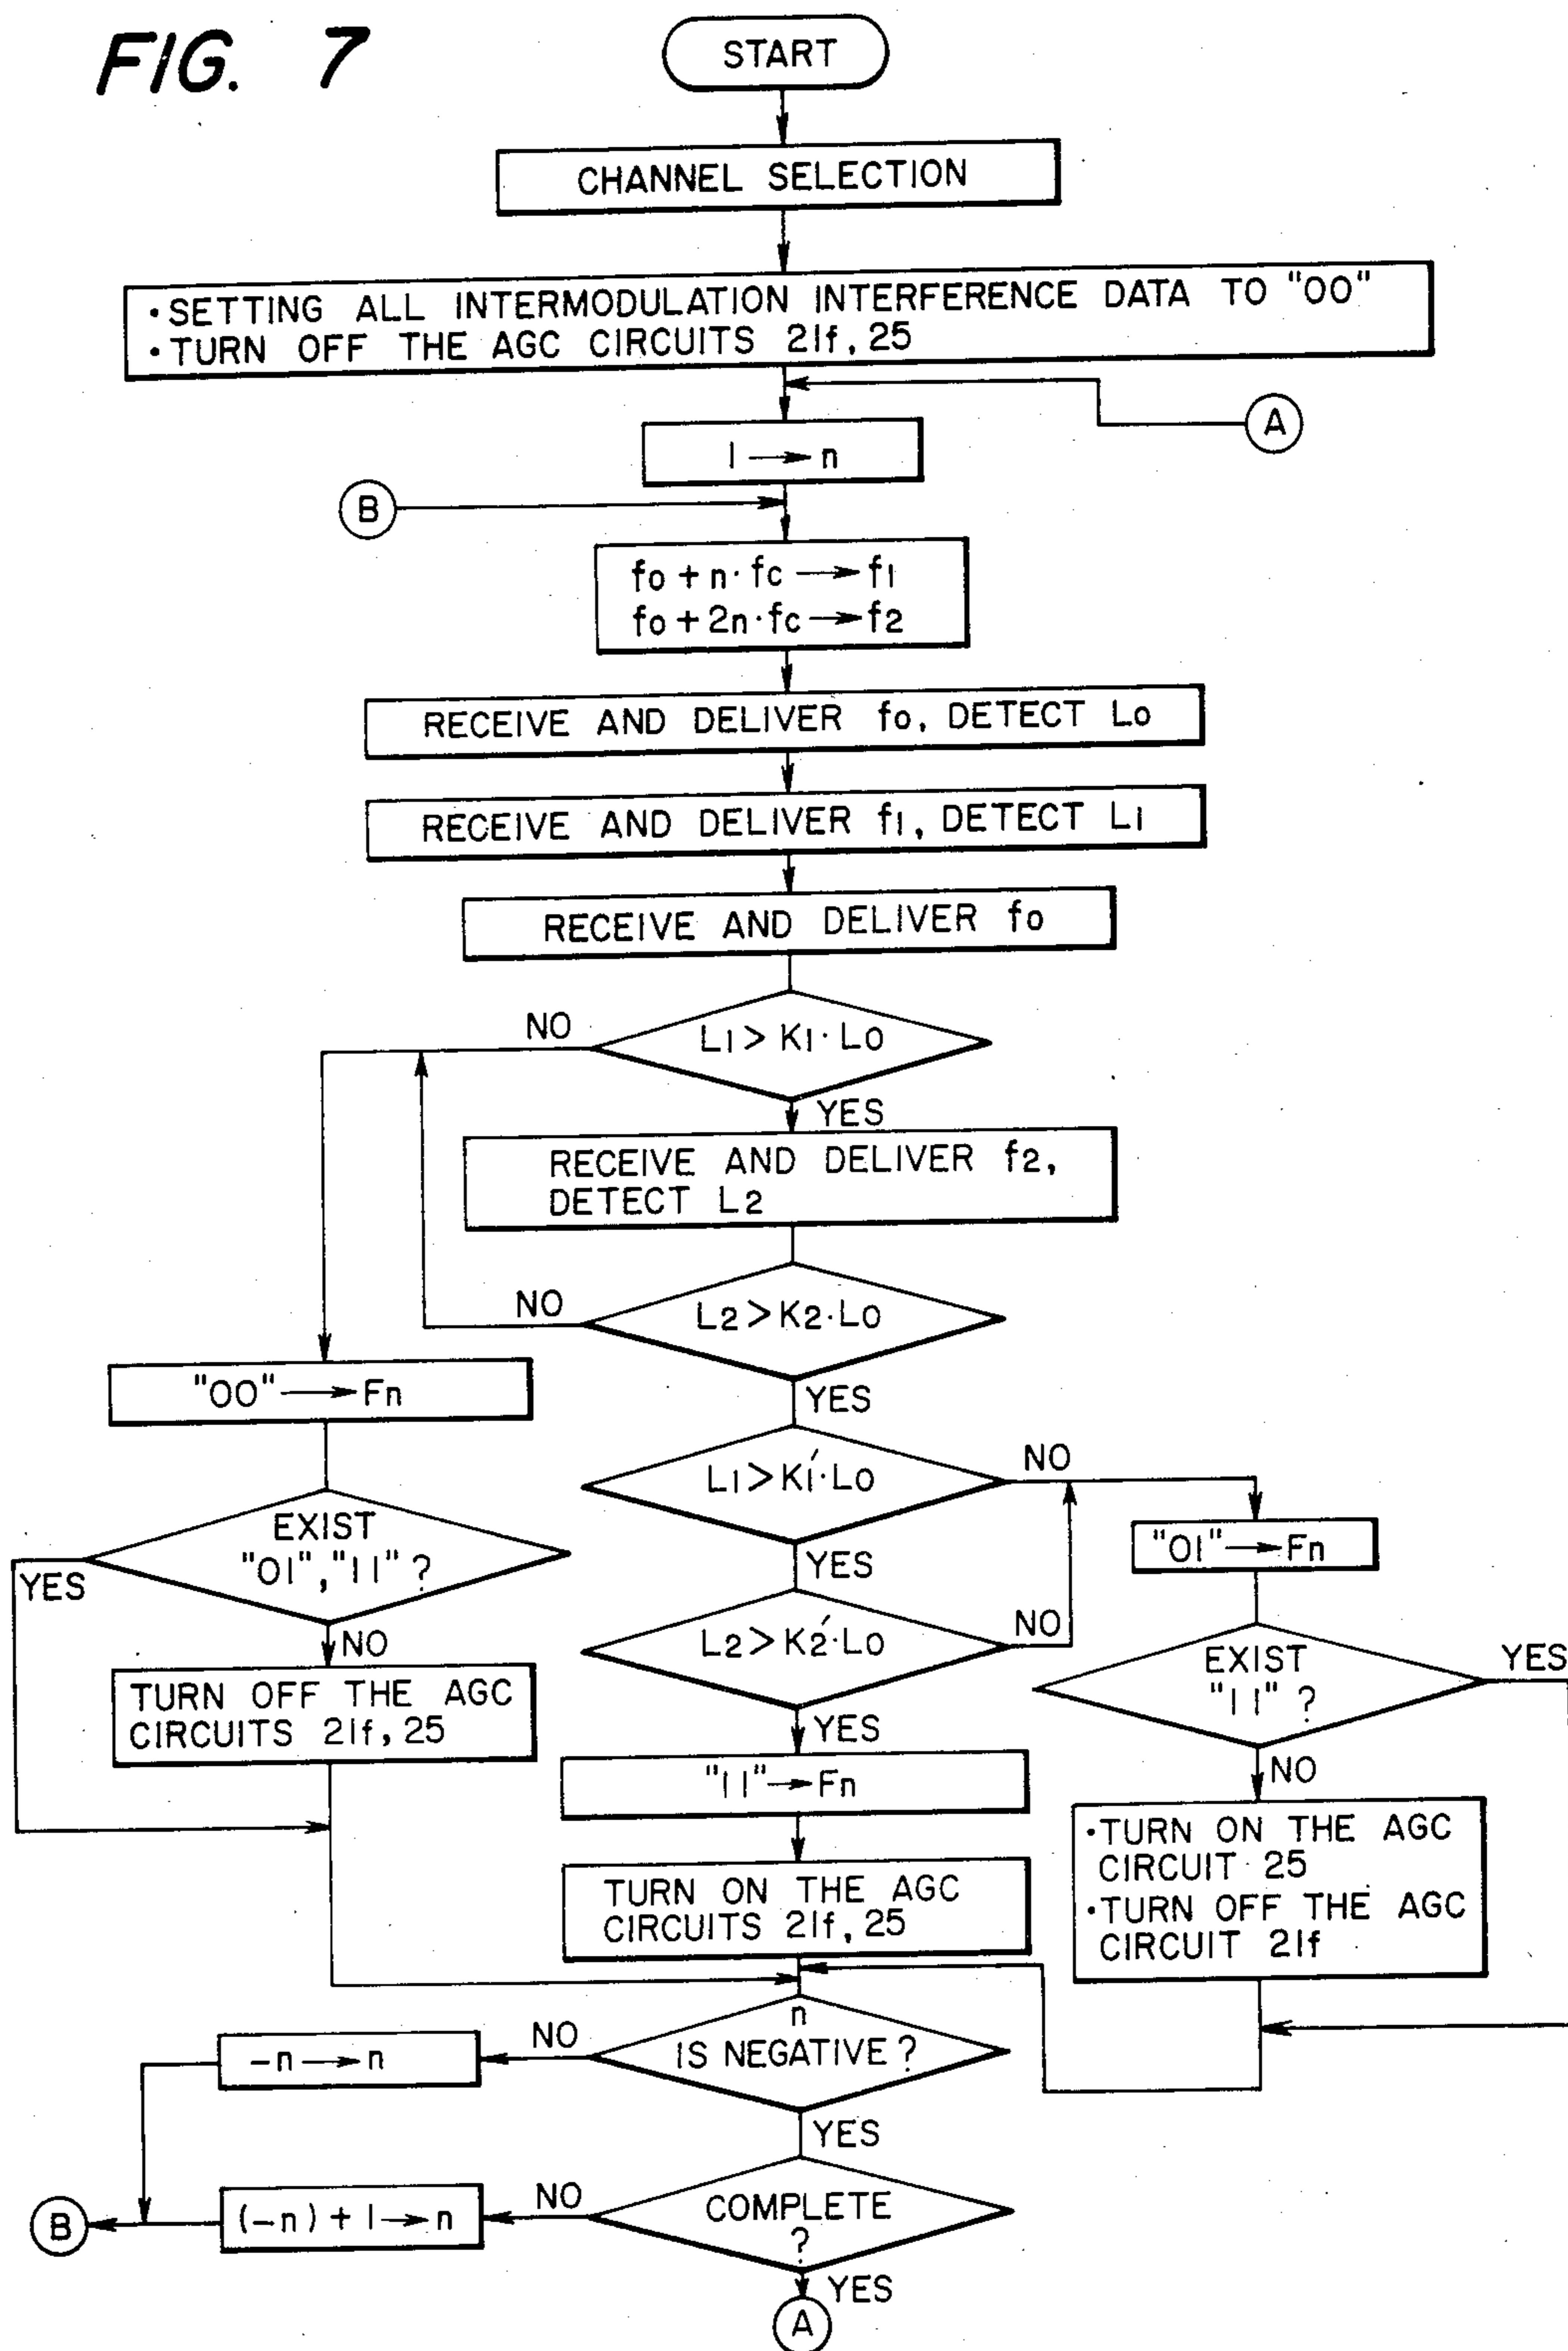 FIG. 7
START
CHANNEL SELECTION
•SETTING ALL INTERMODULATION INTERFERENCE DATA TO "00"
•TURN OFF THE AGC CIRCUITS 21f, 25
A
1 → n
B
fo + n·fc → f1
fo + 2n·fc → f2
RECEIVE AND DELIVER fo, DETECT Lo
RECEIVE AND DELIVER f1, DETECT L1
RECEIVE AND DELIVER fo
L1 > K1·Lo
NO
YES
RECEIVE AND DELIVER f2,
DETECT L2
L2 > K2·Lo
NO
YES
"00" → Fn
L1 > K1'·Lo
NO
YES
EXIST
"01", "11" ?
YES
NO
"01" → Fn
L2 > K2'·Lo
NO
YES
EXIST
"11" ?
YES
NO
TURN OFF THE AGC
CIRCUITS 21f, 25
"11" → Fn
•TURN ON THE AGC
CIRCUIT 25
•TURN OFF THE AGC
CIRCUIT 21f
TURN ON THE AGC
CIRCUITS 21f, 25
n
IS NEGATIVE ?
NO
YES
-n → n
COMPLETE
?
NO
YES
(-n) + 1 → n
B
A